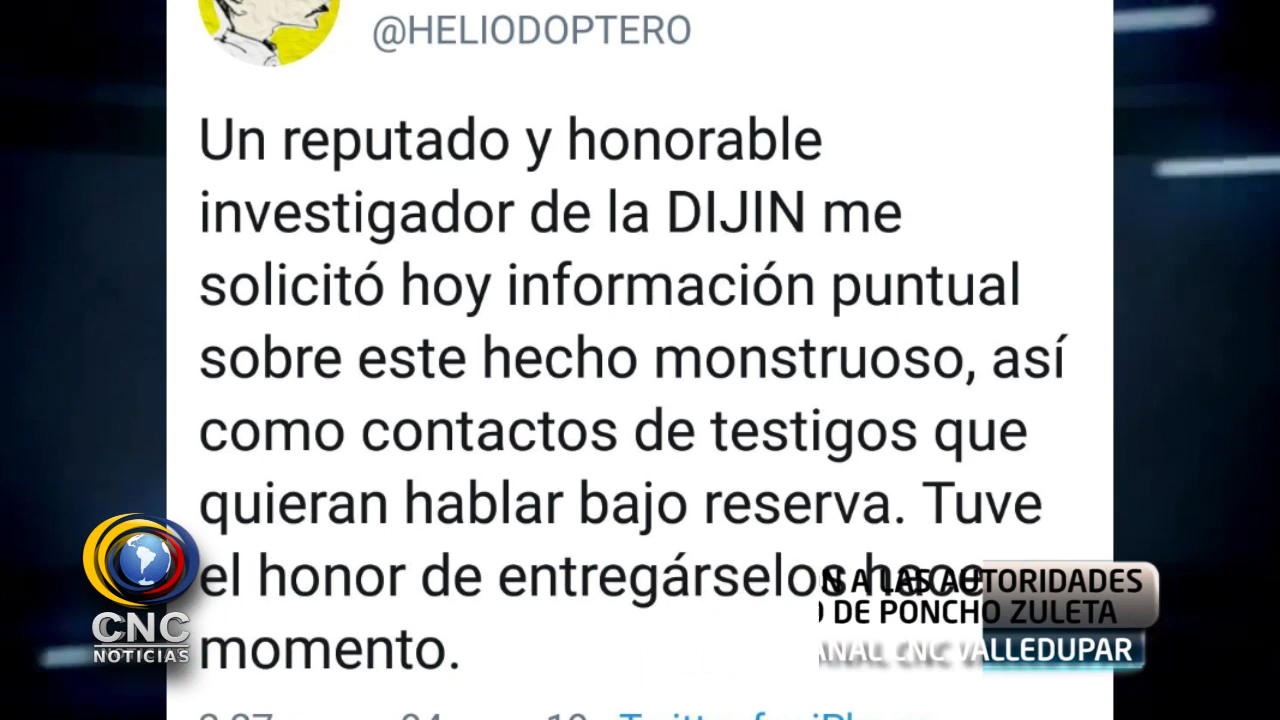 @HELIODOPTERO
Un reputado y honorable
investigador de la DIJIN me
solicitó hoy información puntual
sobre este hecho monstruoso, así
como contactos de testigos que
quieran hablar bajo reserva. Tuve
el honor de entregárselos hace
momento.
A LAS AUTORIDADES
DE PONCHO ZULETA
CNC VALLEDUPAR
CNC
NOTICIAS